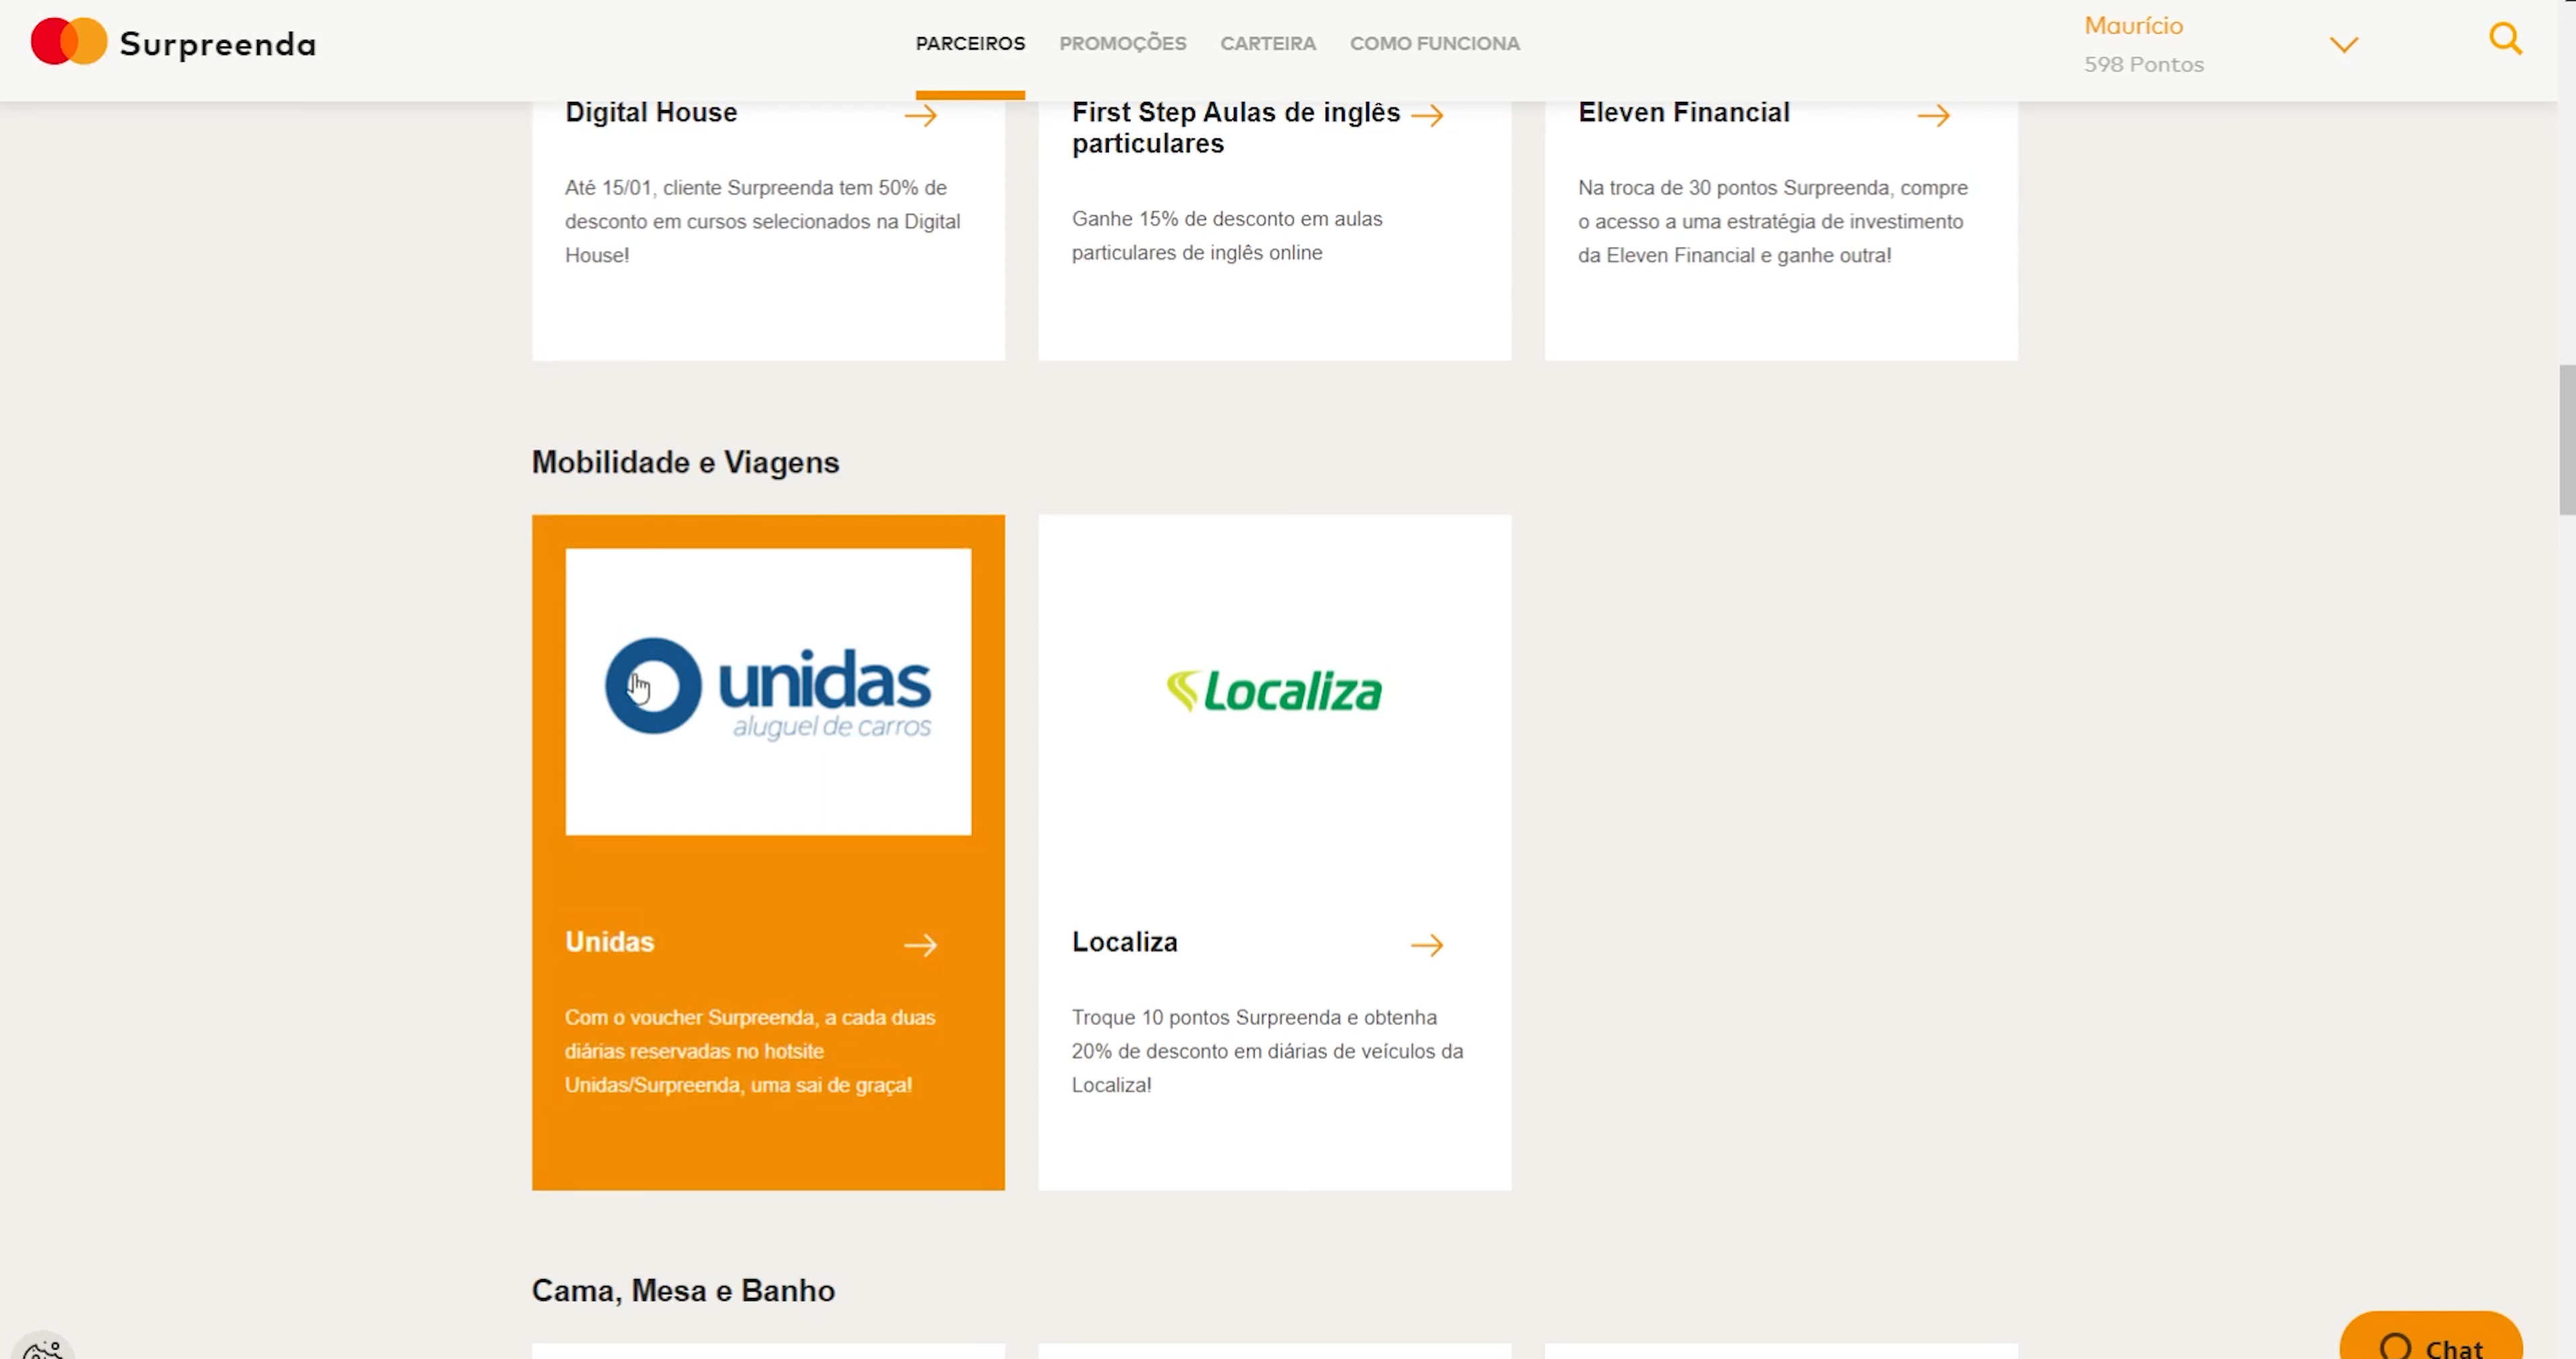 Surpreenda
PARCEIROS PROMOÇÕES CARTEIRA COMO FUNCIONA
Maurício
598 Pontos
Digital House
Até 15/01, cliente Surpreenda tem 50% de
desconto em cursos selecionados na Digital
House!
First Step Aulas de inglês
particulares
Ganhe 15% de desconto em aulas
particulares de inglês online
Eleven Financial
Na troca de 30 pontos Surpreenda, compre
o acesso a uma estratégia de investimento
da Eleven Financial e ganhe outra!
Mobilidade e Viagens
unidas
aluguel de carros
Unidas
Com o voucher Surpreenda, a cada duas
diárias reservadas no hotsite
Unidas/Surpreenda, uma sai de graça!
Localiza
Localiza
Troque 10 pontos Surpreenda e obtenha
20% de desconto em diárias de veículos da
Localiza!
Cama, Mesa e Banho
Chat